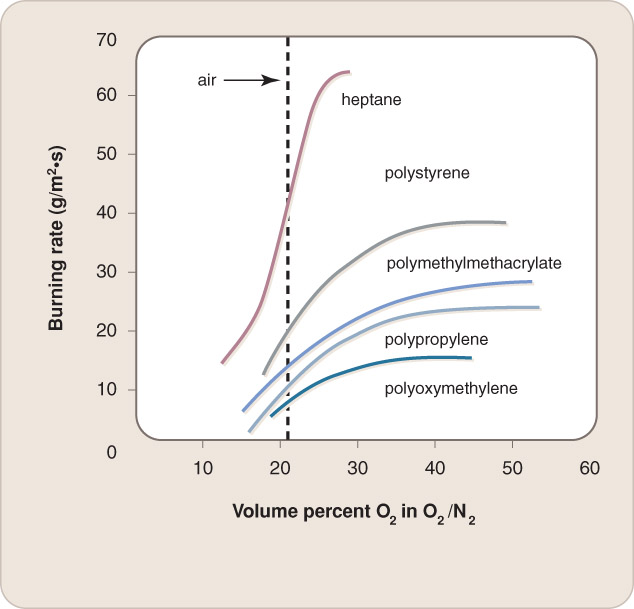 70
60
50
40
30
20
10
0
air
heptane
polystyrene
polymethylmethacrylate
polypropylene
polyoxymethylene
Burning rate (g/m²•s)
10 20 30 40 50 60
Volume percent O₂ in O₂/N₂